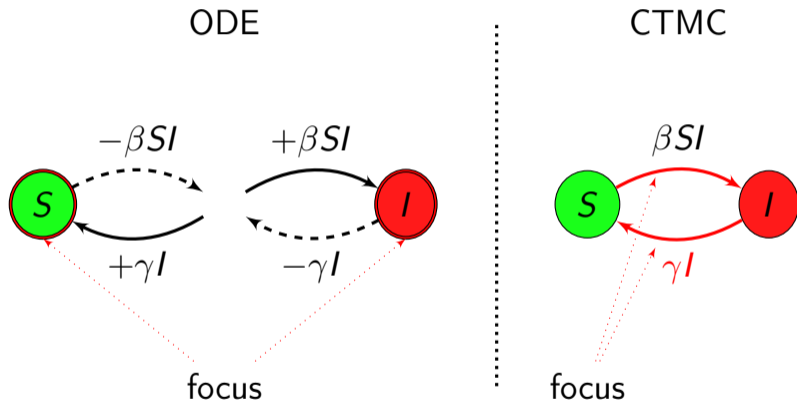 ODE
CTMC
−βSI
+βSI
βSI
S
I
S
I
+γI
−γI
γI
focus
focus